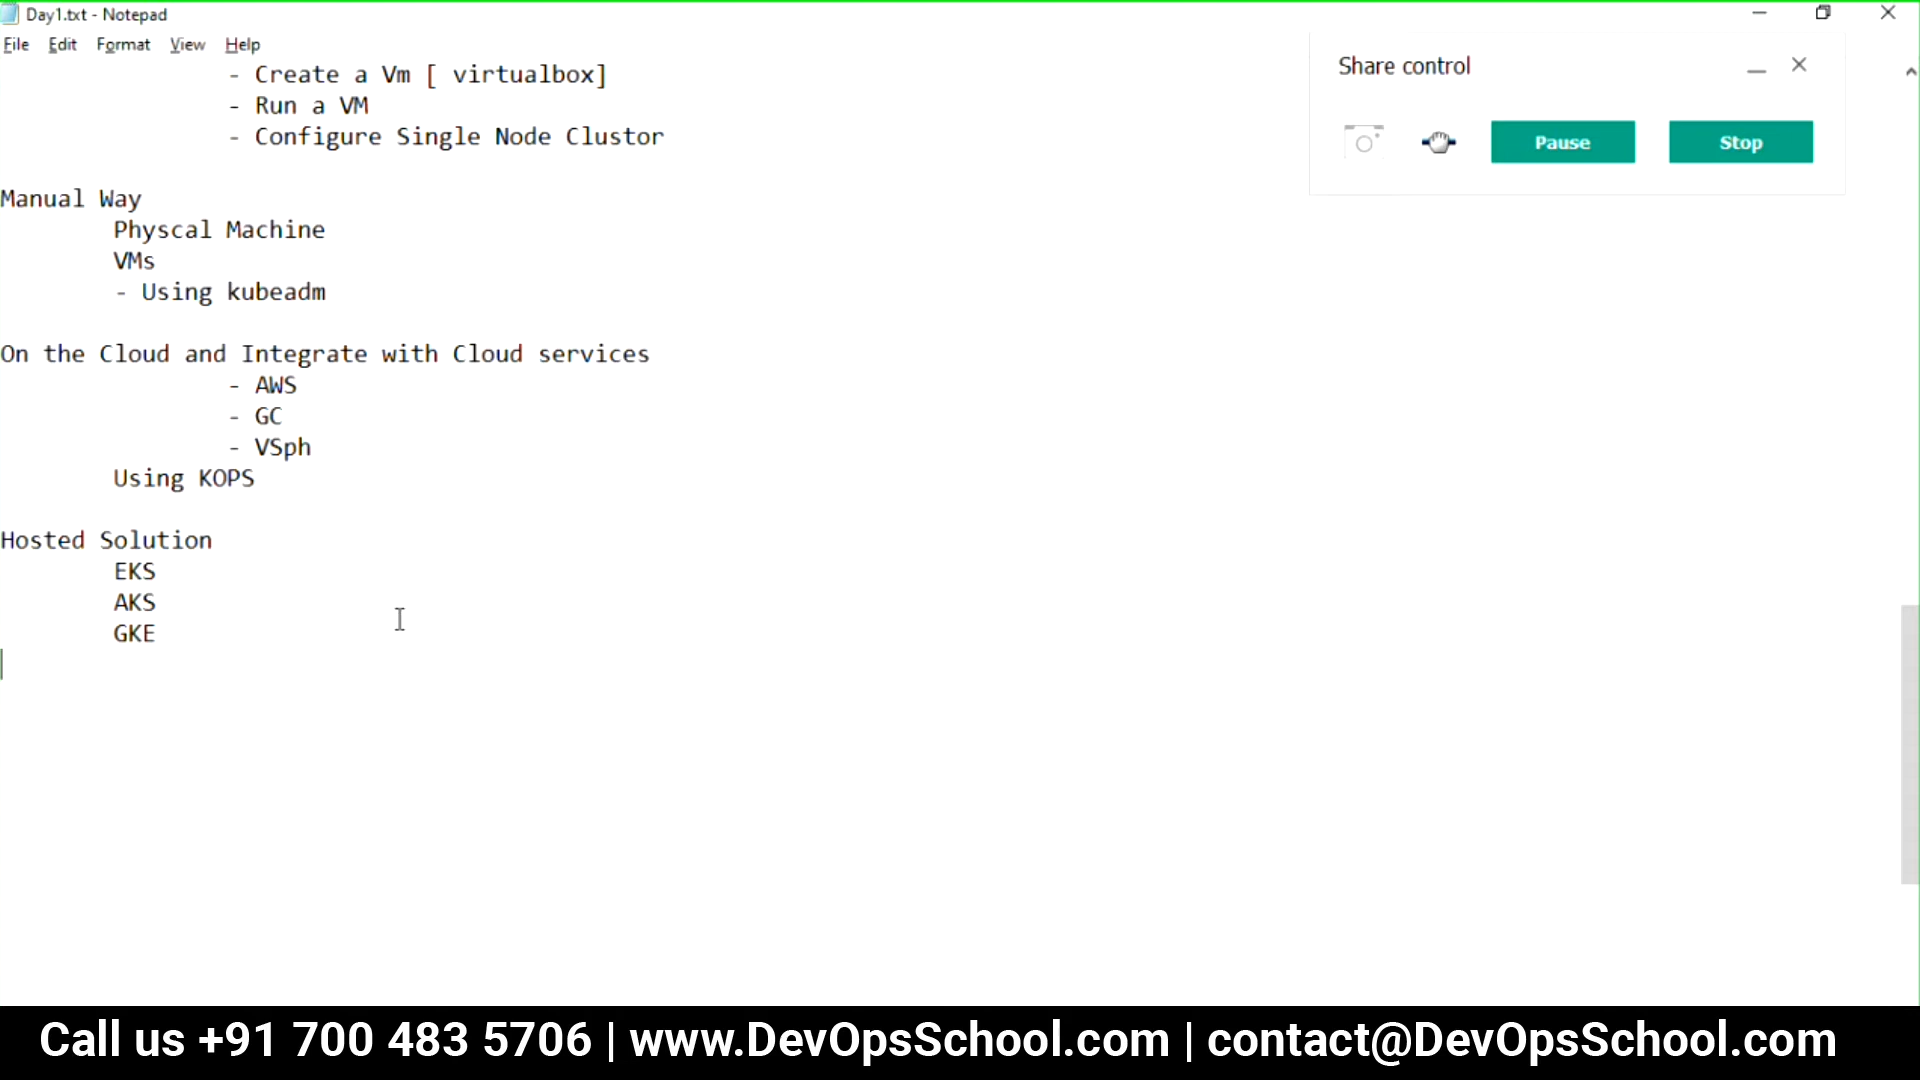 Day1.txt - Notepad
File Edit Format View Help
- Create a Vm [ virtualbox]
- Run a VM
- Configure Single Node Clustor
Share control
Pause Stop
Manual Way
Physcal Machine
VMs
- Using kubeadm
On the Cloud and Integrate with Cloud services
- AWS
- GC
- VSph
Using KOPS
Hosted Solution
EKS
AKS
GKE
Call us +91 700 483 5706 | www.DevOpsSchool.com | contact@DevOpsSchool.com